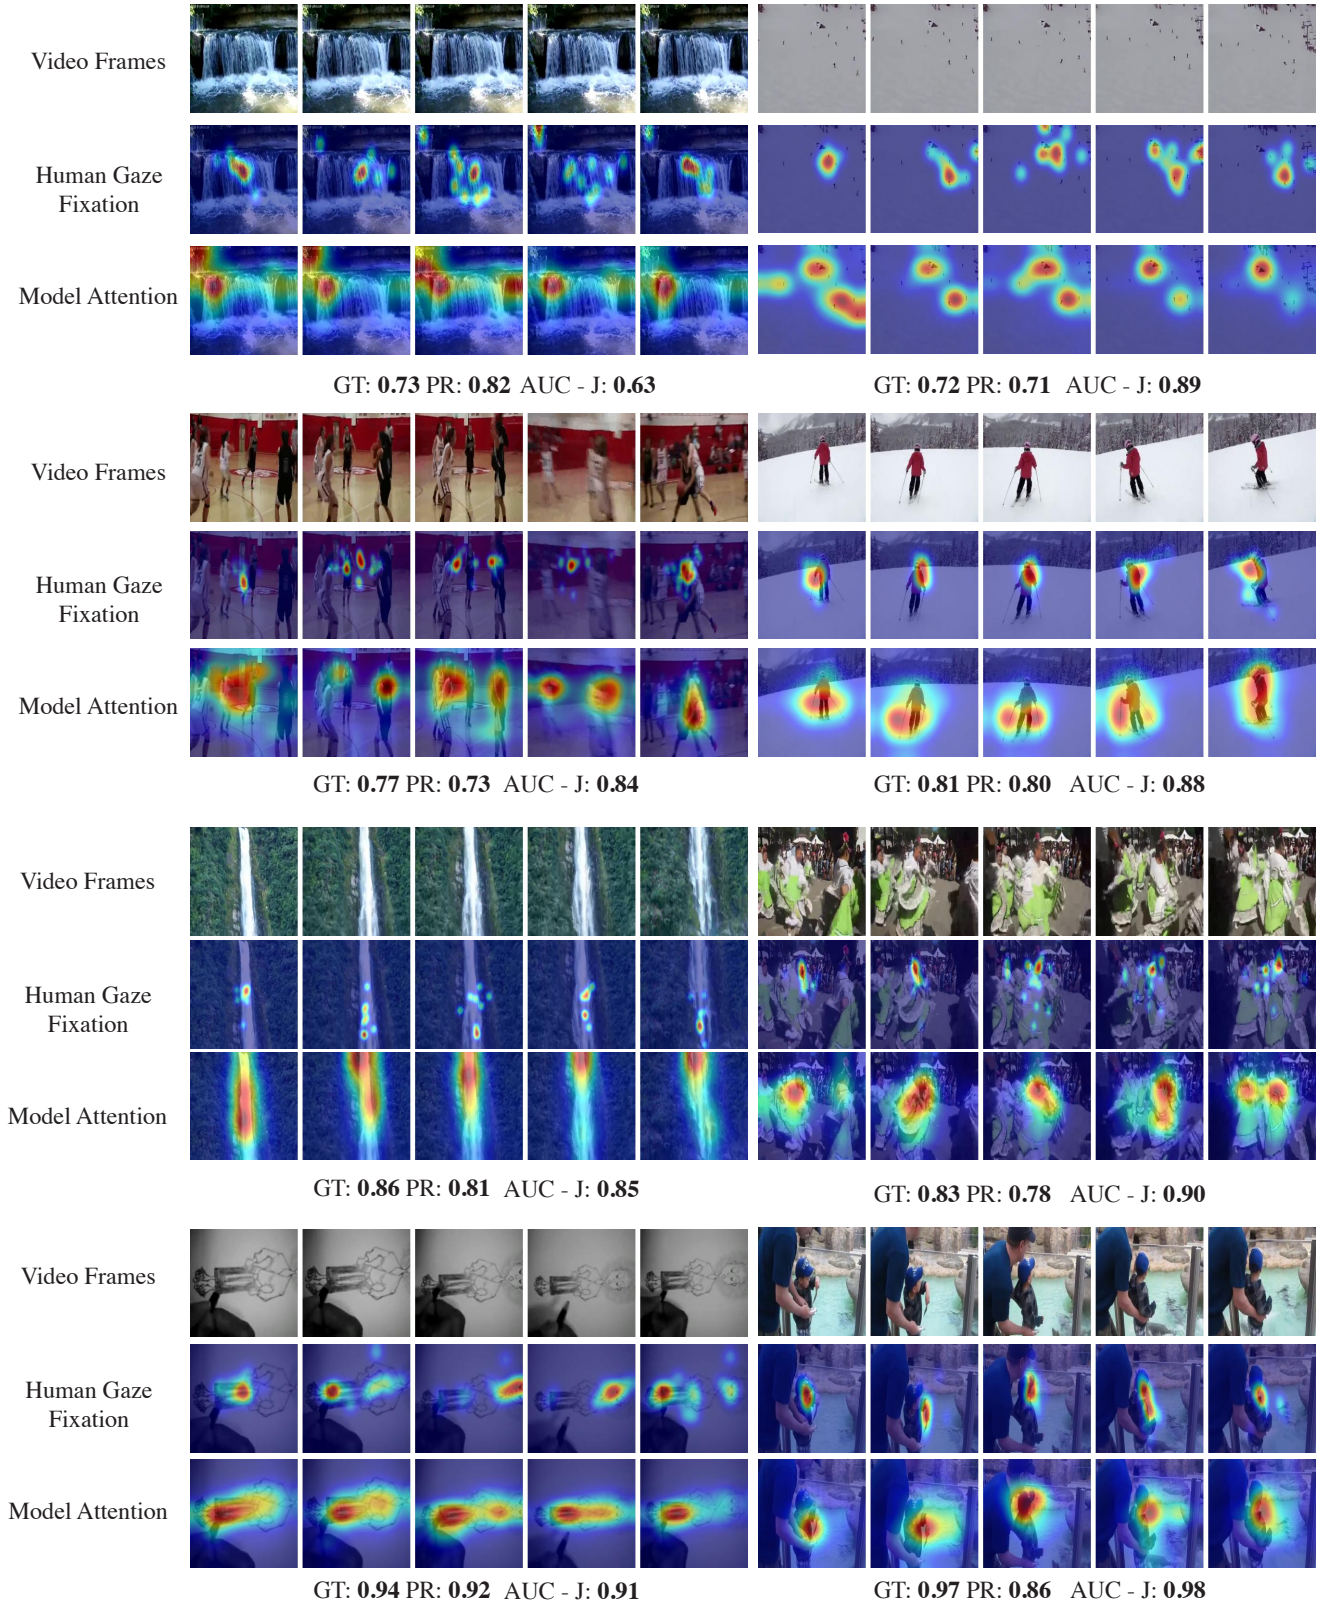 Video Frames
Human Gaze
Fixation
Model Attention
GT: 0.73 PR: 0.82 AUC - J: 0.63
GT: 0.72 PR: 0.71 AUC - J: 0.89
Video Frames
Human Gaze
Fixation
Model Attention
GT: 0.77 PR: 0.73 AUC - J: 0.84
GT: 0.81 PR: 0.80 AUC - J: 0.88
Video Frames
Human Gaze
Fixation
Model Attention
GT: 0.86 PR: 0.81 AUC - J: 0.85
GT: 0.83 PR: 0.78 AUC - J: 0.90
Video Frames
Human Gaze
Fixation
Model Attention
GT: 0.94 PR: 0.92 AUC - J: 0.91
GT: 0.97 PR: 0.86 AUC - J: 0.98